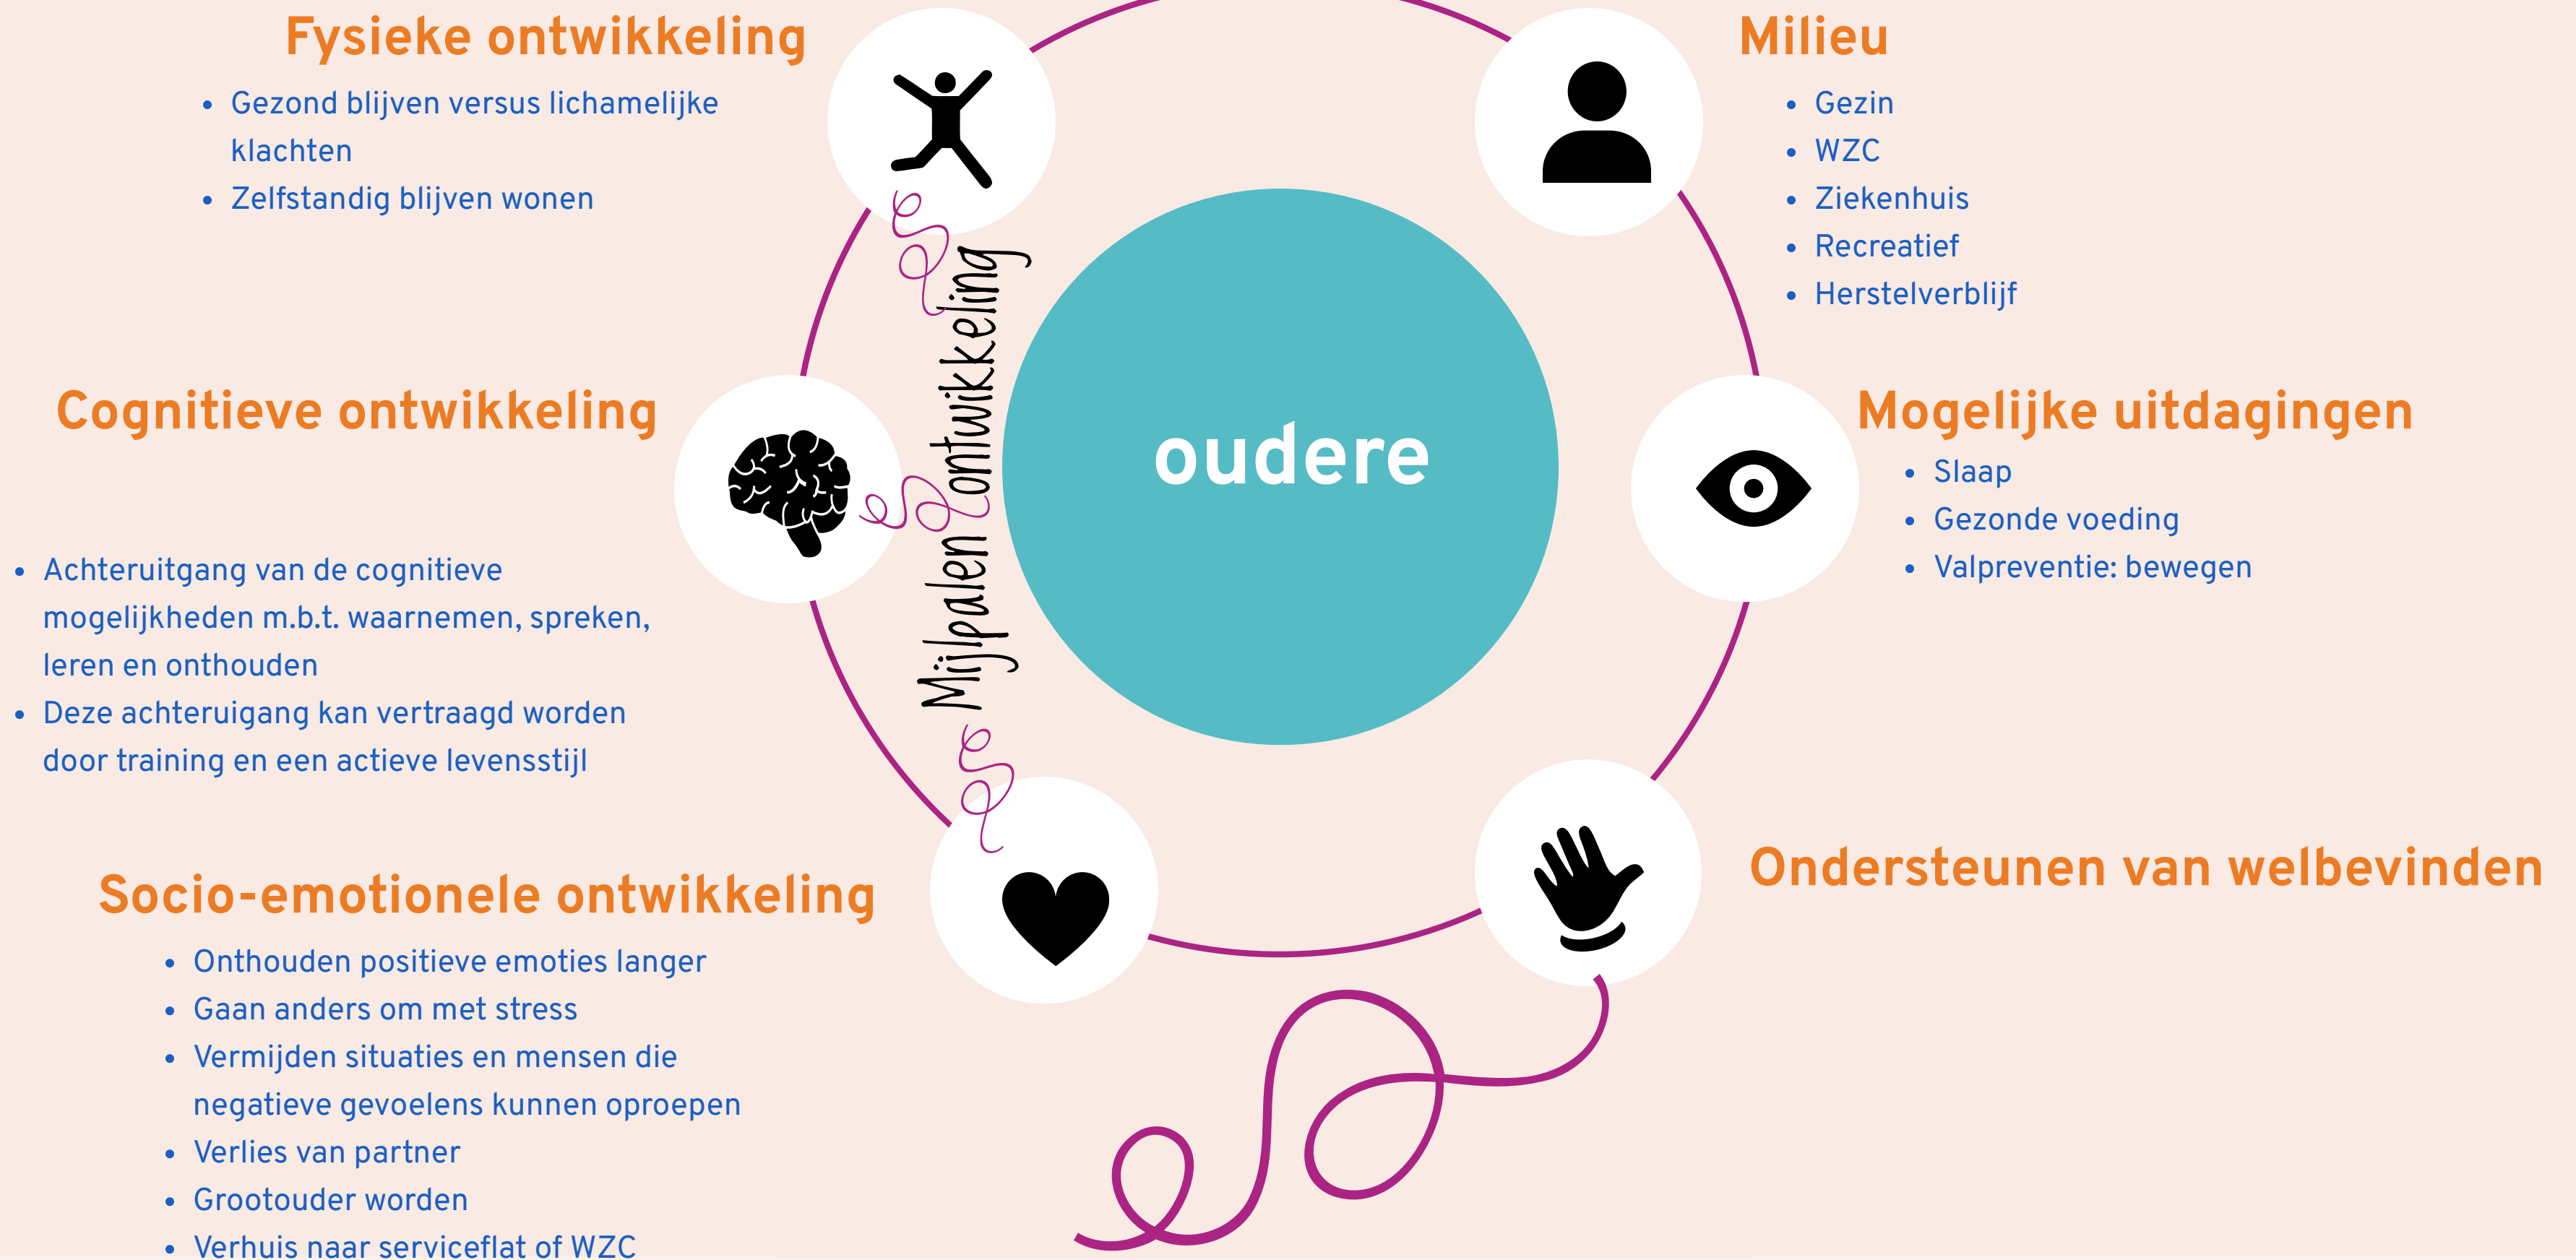 Fysieke ontwikkeling
• Gezond blijven versus lichamelijke
klachten
• Zelfstandig blijven wonen
Cognitieve ontwikkeling
• Achteruitgang van de cognitieve
mogelijkheden m.b.t. waarnemen, spreken,
leren en onthouden
• Deze achteruigang kan vertraagd worden
door training en een actieve levensstijl
Socio-emotionele ontwikkeling
• Onthouden positieve emoties langer
• Gaan anders om met stress
• Vermijden situaties en mensen die
negatieve gevoelens kunnen oproepen
• Verlies van partner
• Grootouder worden
• Verhuis naar serviceflat of WZC
Mijlpalen ontwikkeling
oudere
Milieu
• Gezin
• WZC
• Ziekenhuis
• Recreatief
• Herstelverblijf
Mogelijke uitdagingen
• Slaap
• Gezonde voeding
• Valpreventie: bewegen
Ondersteunen van welbevinden